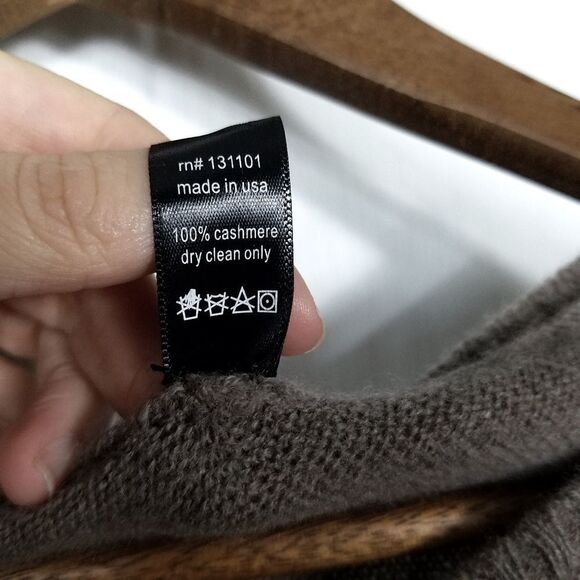 rn# 131101
made in usa
100% cashmere
dry clean only